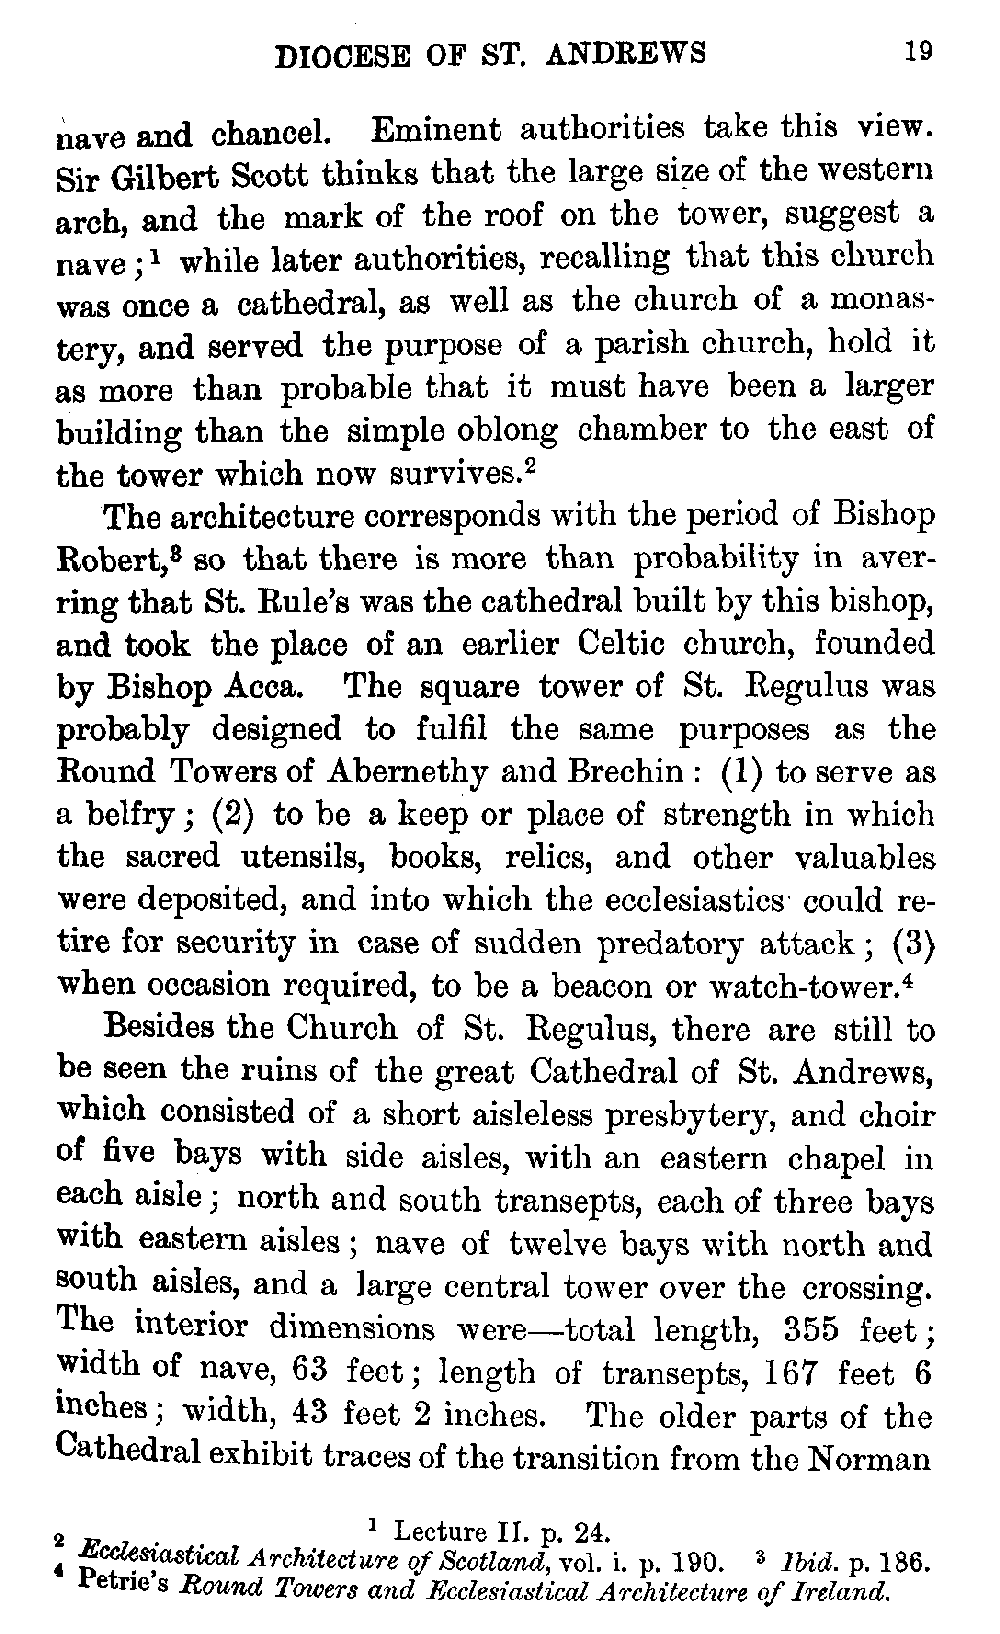 DIOCESE OF ST. ANDREWS 19
nave and chancel. Eminent authorities take this view.
Sir Gilbert Scott thinks that the large size of the western
arch, and the mark of the roof on the tower, suggest a
nave;¹ while later authorities, recalling that this church
was once a cathedral, as well as the church of a monas-
tery, and served the purpose of a parish church, hold it
as more than probable that it must have been a larger
building than the simple oblong chamber to the east of
the tower which now survives.²
The architecture corresponds with the period of Bishop
Robert,³ so that there is more than probability in aver-
ring that St. Rule's was the cathedral built by this bishop,
and took the place of an earlier Celtic church, founded
by Bishop Acca. The square tower of St. Regulus was
probably designed to fulfil the same purposes as the
Round Towers of Abernethy and Brechin: (1) to serve as
a belfry; (2) to be a keep or place of strength in which
the sacred utensils, books, relics, and other valuables
were deposited, and into which the ecclesiastics could re-
tire for security in case of sudden predatory attack; (3)
when occasion required, to be a beacon or watch-tower.⁴
Besides the Church of St. Regulus, there are still to
be seen the ruins of the great Cathedral of St. Andrews,
which consisted of a short aisleless presbytery, and choir
of five bays with side aisles, with an eastern chapel in
each aisle; north and south transepts, each of three bays
with eastern aisles; nave of twelve bays with north and
south aisles, and a large central tower over the crossing.
The interior dimensions were—total length, 355 feet;
width of nave, 63 feet; length of transepts, 167 feet 6
inches; width, 43 feet 2 inches. The older parts of the
Cathedral exhibit traces of the transition from the Norman
¹ Lecture II. p. 24.
² Ecclesiastical Architecture of Scotland, vol. i. p. 190. ³ Ibid. p. 186.
⁴ Petrie's Round Towers and Ecclesiastical Architecture of Ireland.